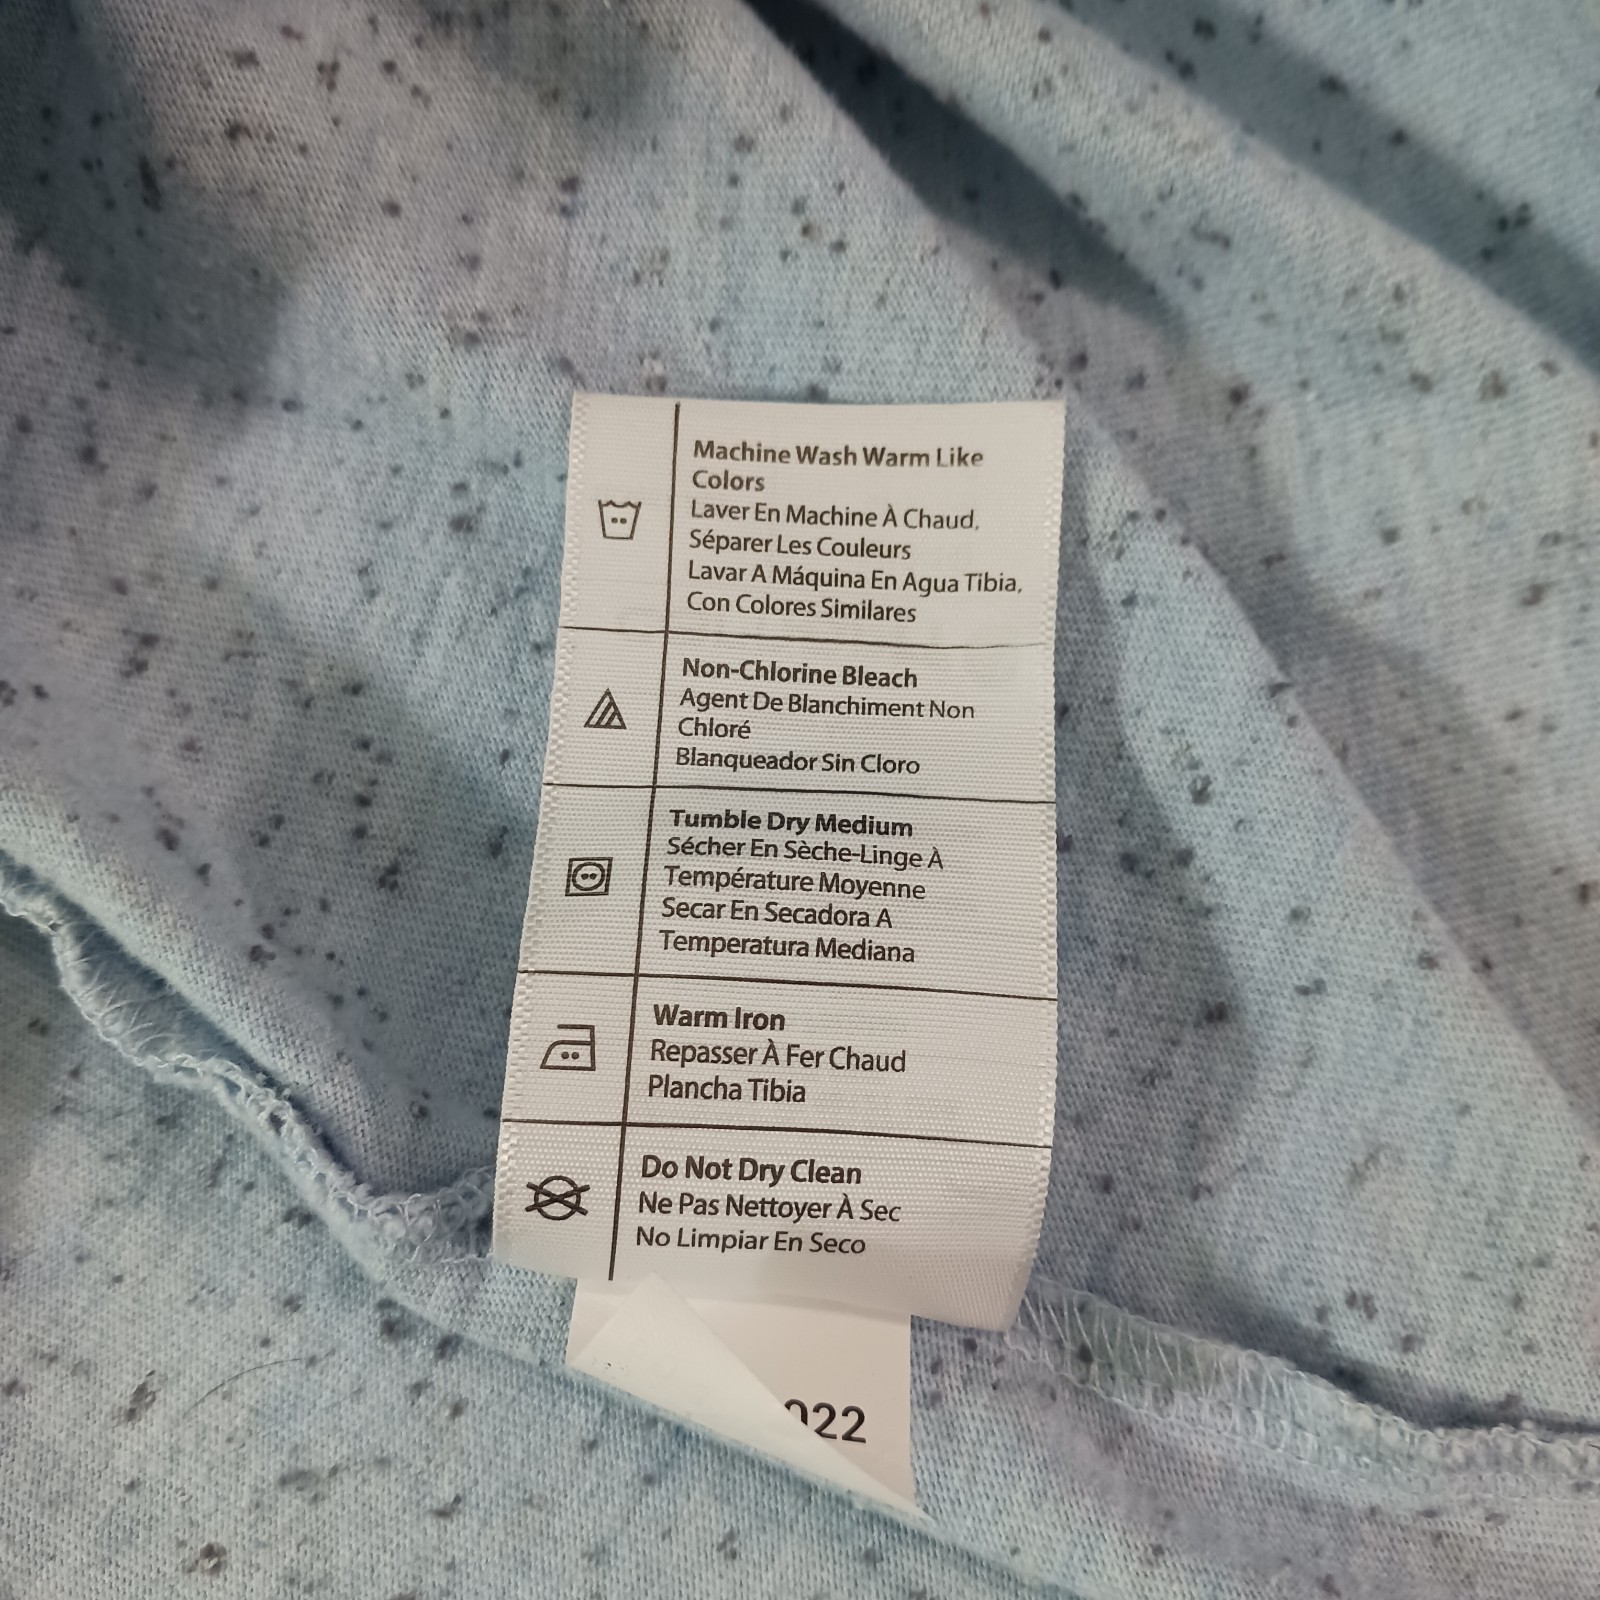 Machine Wash Warm Like
Colors
Laver En Machine À Chaud,
Séparer Les Couleurs
Lavar A Máquina En Agua Tibia,
Con Colores Similares
Non-Chlorine Bleach
Agent De Blanchiment Non
Chloré
Blanqueador Sin Cloro
Tumble Dry Medium
Sécher En Sèche-Linge À
Température Moyenne
Secar En Secadora A
Temperatura Mediana
Warm Iron
Repasser À Fer Chaud
Plancha Tibia
Do Not Dry Clean
Ne Pas Nettoyer À Sec
No Limpiar En Seco
022